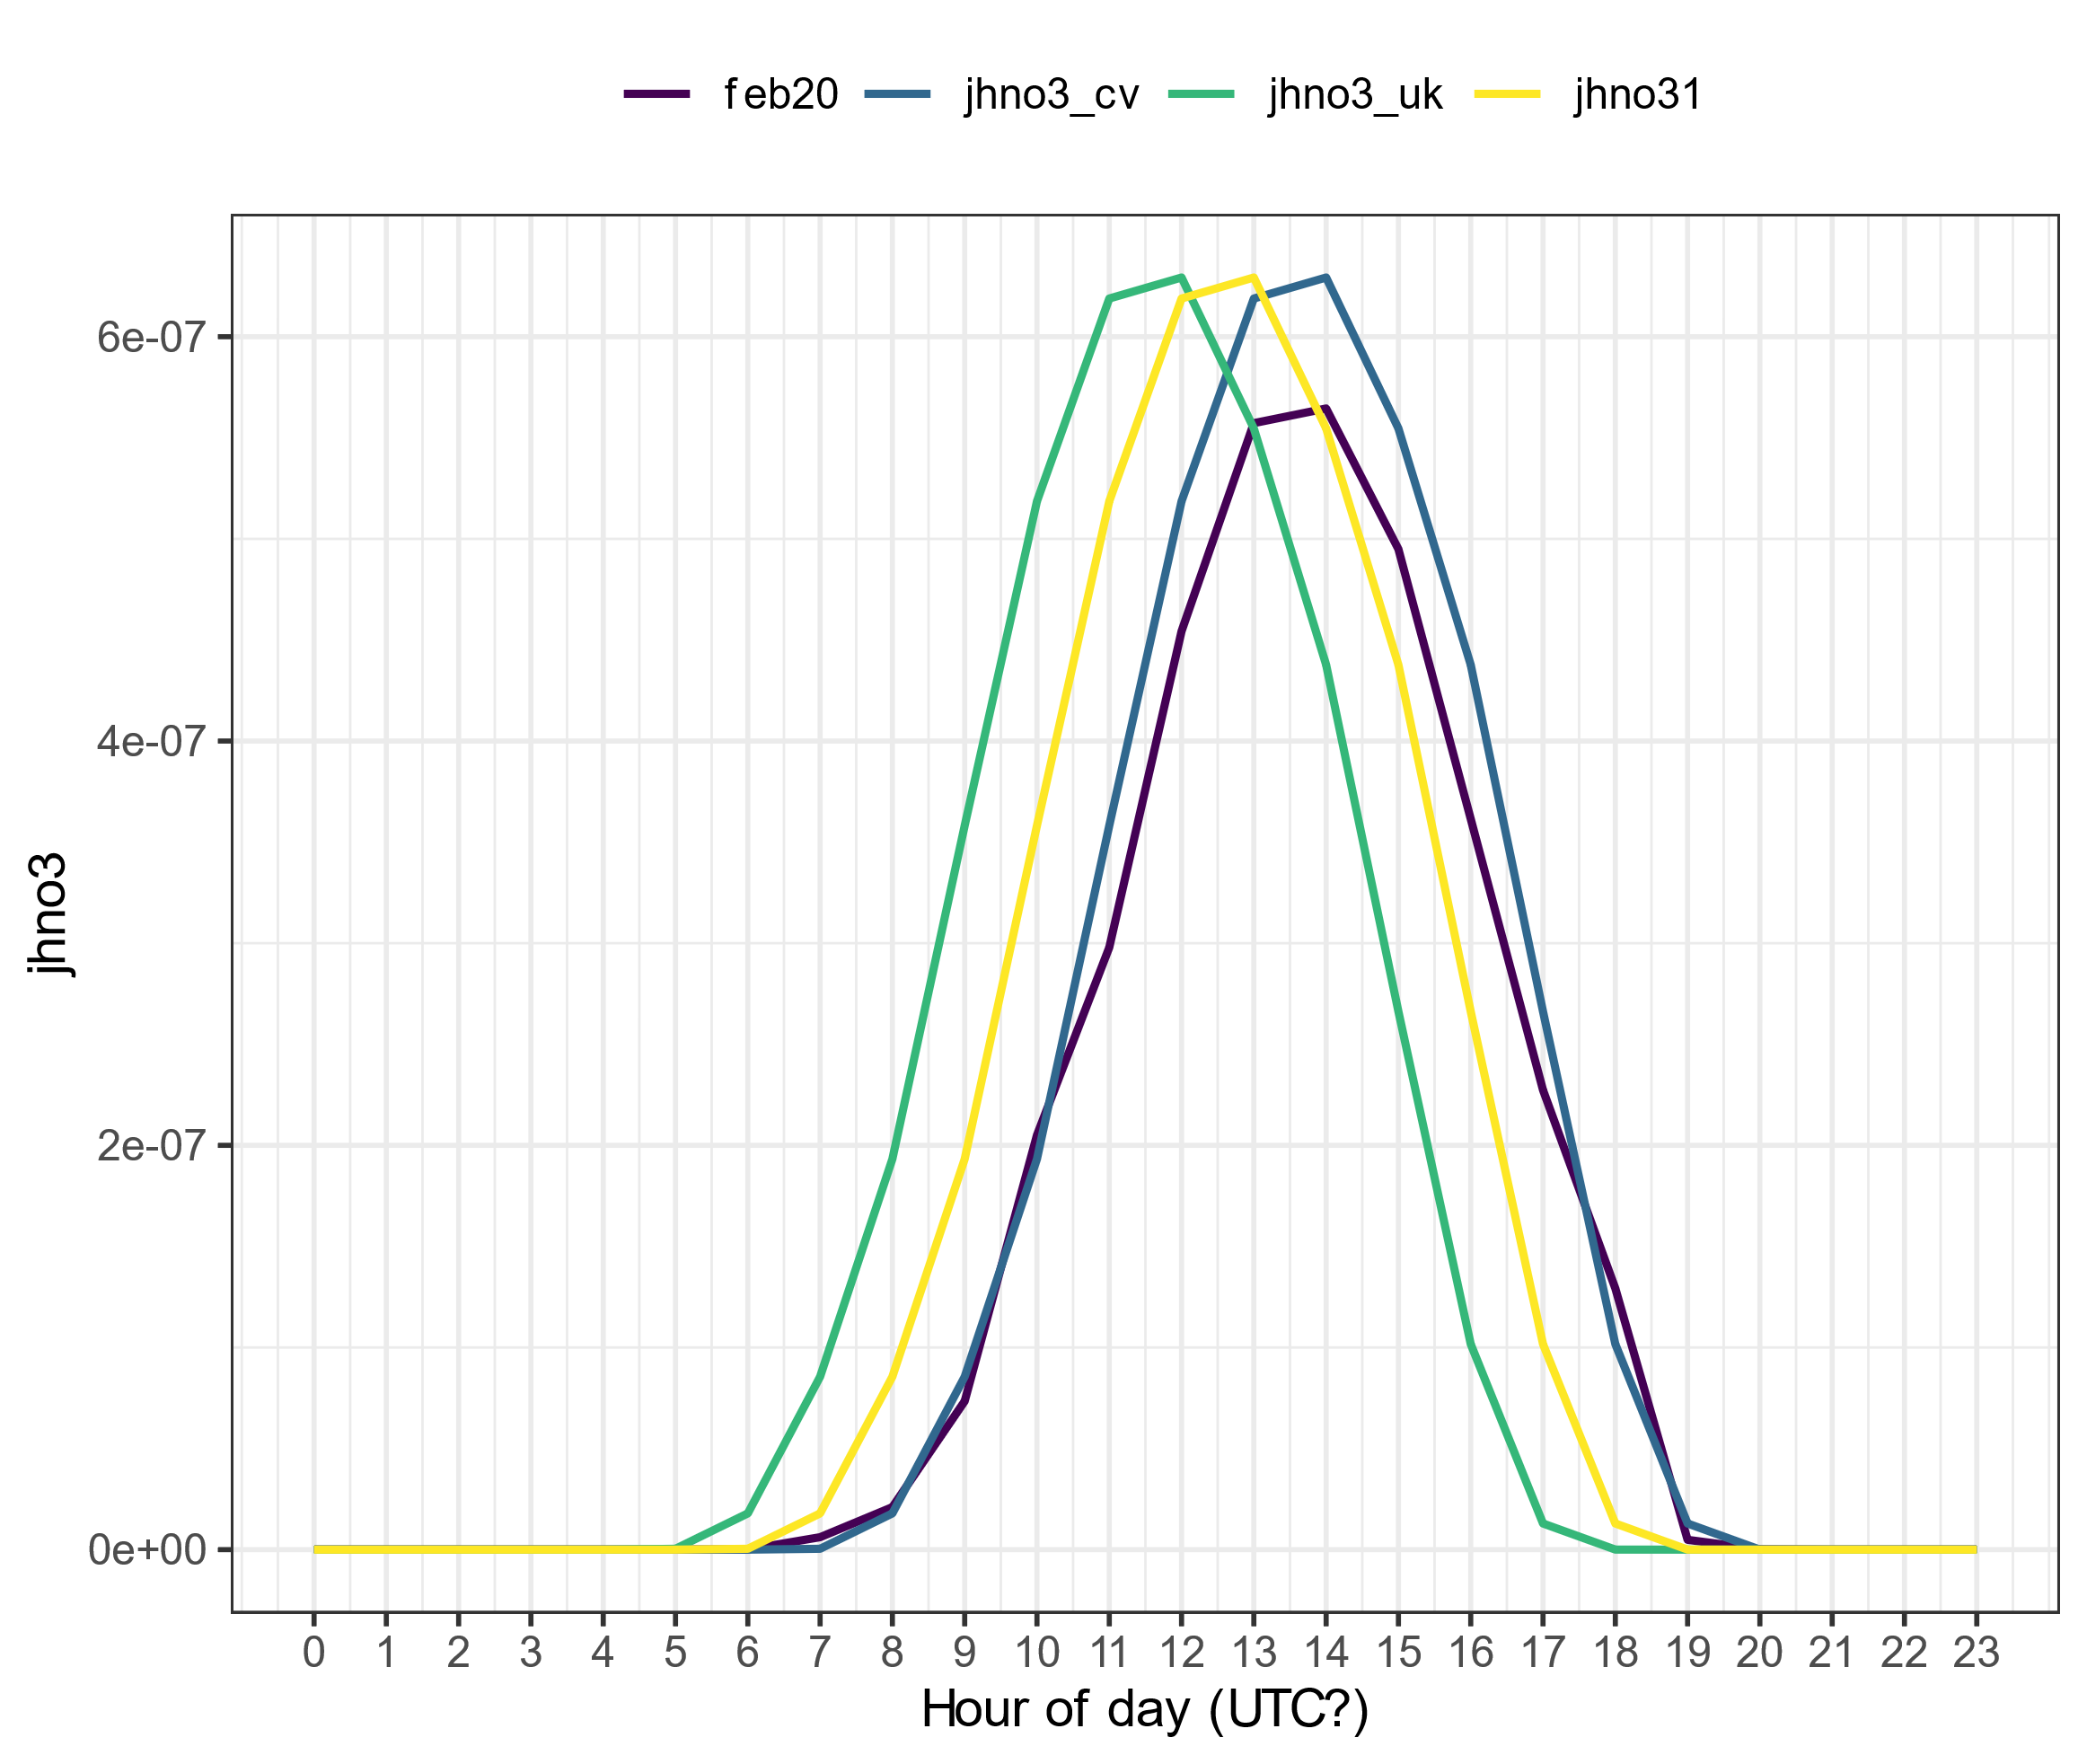 feb20 jhno3_cv jhno3_uk jhno31
6e-07
4e-07
2e-07
0e+00
jhno3
0 1 2 3 4 5 6 7 8 9 10 11 12 13 14 15 16 17 18 19 20 21 22 23
Hour of day (UTC?)